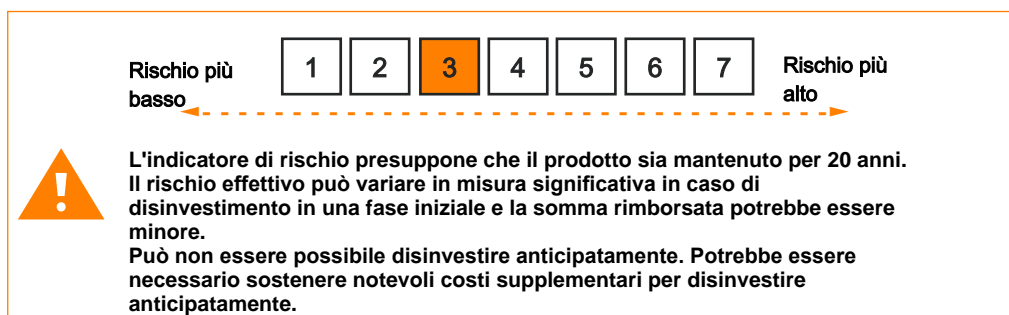 Rischio più
basso
1 2 3 4 5 6 7
Rischio più
alto
!
L'indicatore di rischio presuppone che il prodotto sia mantenuto per 20 anni.
Il rischio effettivo può variare in misura significativa in caso di
disinvestimento in una fase iniziale e la somma rimborsata potrebbe essere
minore.
Può non essere possibile disinvestire anticipatamente. Potrebbe essere
necessario sostenere notevoli costi supplementari per disinvestire
anticipatamente.